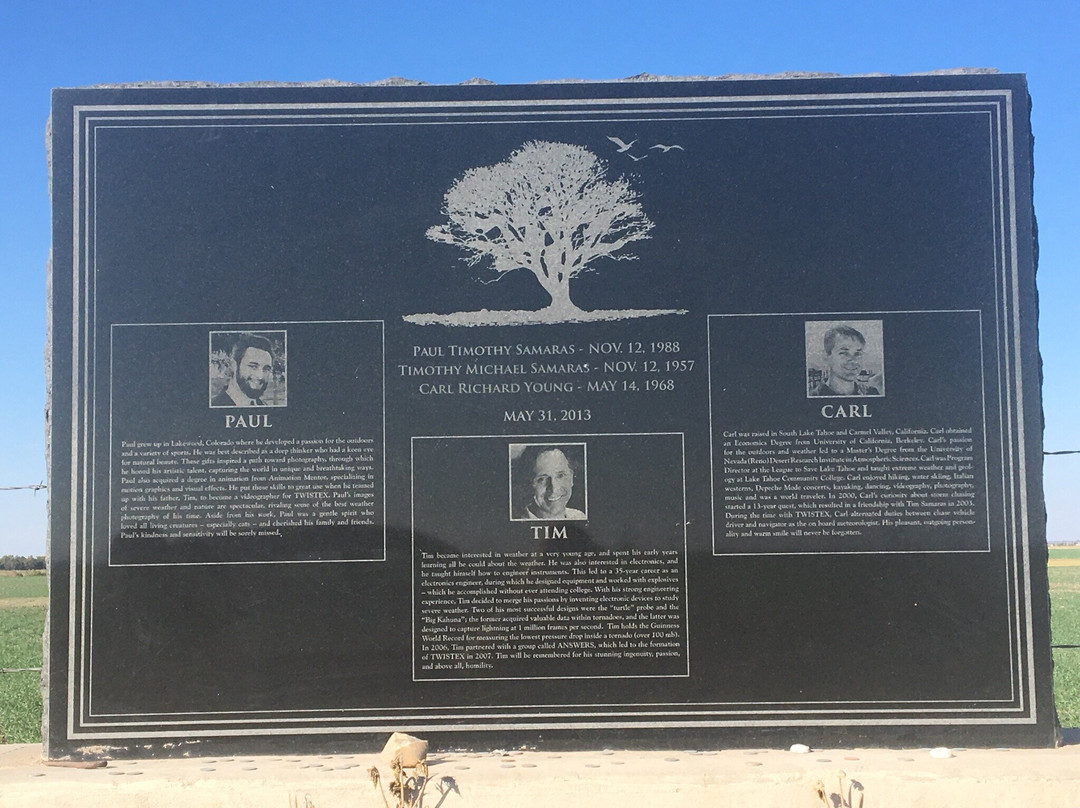 PAUL TIMOTHY SAMARAS - NOV. 12, 1988
TIMOTHY MICHAEL SAMARAS - NOV. 12, 1957
CARL RICHARD YOUNG - MAY 14, 1968
MAY 31, 2013
PAUL
Paul grew up in Lakewood, Colorado where he developed a passion for the outdoors
and a variety of sports. He was best described as a deep thinker who had a keen eye
for natural beauty. These gifts inspired a path toward photography, through which
he honed his artistic talent, capturing the world in unique and breathtaking ways.
Paul also acquired a degree in animation from Animation Mentor, specializing in
motion graphics and visual effects. He put those skills to great use when he teamed
up with his father, Tim, to become a videographer for TWISTEX. Paul's images
of severe weather and nature are spectacular, rivaling some of the best weather
photography of his time. Aside from his work, Paul was a gentle spirit who
loved all living creatures – especially cats – and cherished his family and friends.
Paul's kindness and sensitivity will be sorely missed.
TIM
Tim became interested in weather at a very young age, and spent his early years
learning all he could about the weather. He was also interested in electronics, and
he taught himself how to engineer instruments. This led to a 35-year career as an
electronics engineer, during which he designed equipment and worked with explosives
– which he accomplished without ever attending college. With his strong engineering
experience, Tim decided to merge his passions by inventing electronic devices to study
severe weather. Two of his most successful designs were the "turtle" probe and the
"Big Kahuna"; the former acquired valuable data within tornadoes, and the latter was
designed to capture lightning at 1 million frames per second. Tim holds the Guinness
World Record for measuring the lowest pressure drop inside a tornado (over 100 mb).
In 2006, Tim partnered with a group called ANSWERS, which led to the formation
of TWISTEX in 2007. Tim will be remembered for his stunning ingenuity, passion,
and above all, humility.
CARL
Carl was raised in South Lake Tahoe and Carmel Valley, California. Carl obtained
an Economics Degree from University of California, Berkeley. Carl's passion
for the outdoors and weather led to a Master's Degree from the University of
Nevada (Reno) Desert Research Institute in Atmospheric Sciences. Carl was Program
Director at the League to Save Lake Tahoe and taught extreme weather and geol-
ogy at Lake Tahoe Community College. Carl enjoyed hiking, water skiing, Italian
westerns, Depeche Mode concerts, kayaking, dancing, videography, photography,
music and was a world traveler. In 2000, Carl's curiosity about storm chasing
started a 13-year quest, which resulted in a friendship with Tim Samaras in 2003.
During the time with TWISTEX, Carl alternated duties between chase vehicle
driver and navigator as the on board meteorologist. His pleasant, outgoing person-
ality and warm smile will never be forgotten.